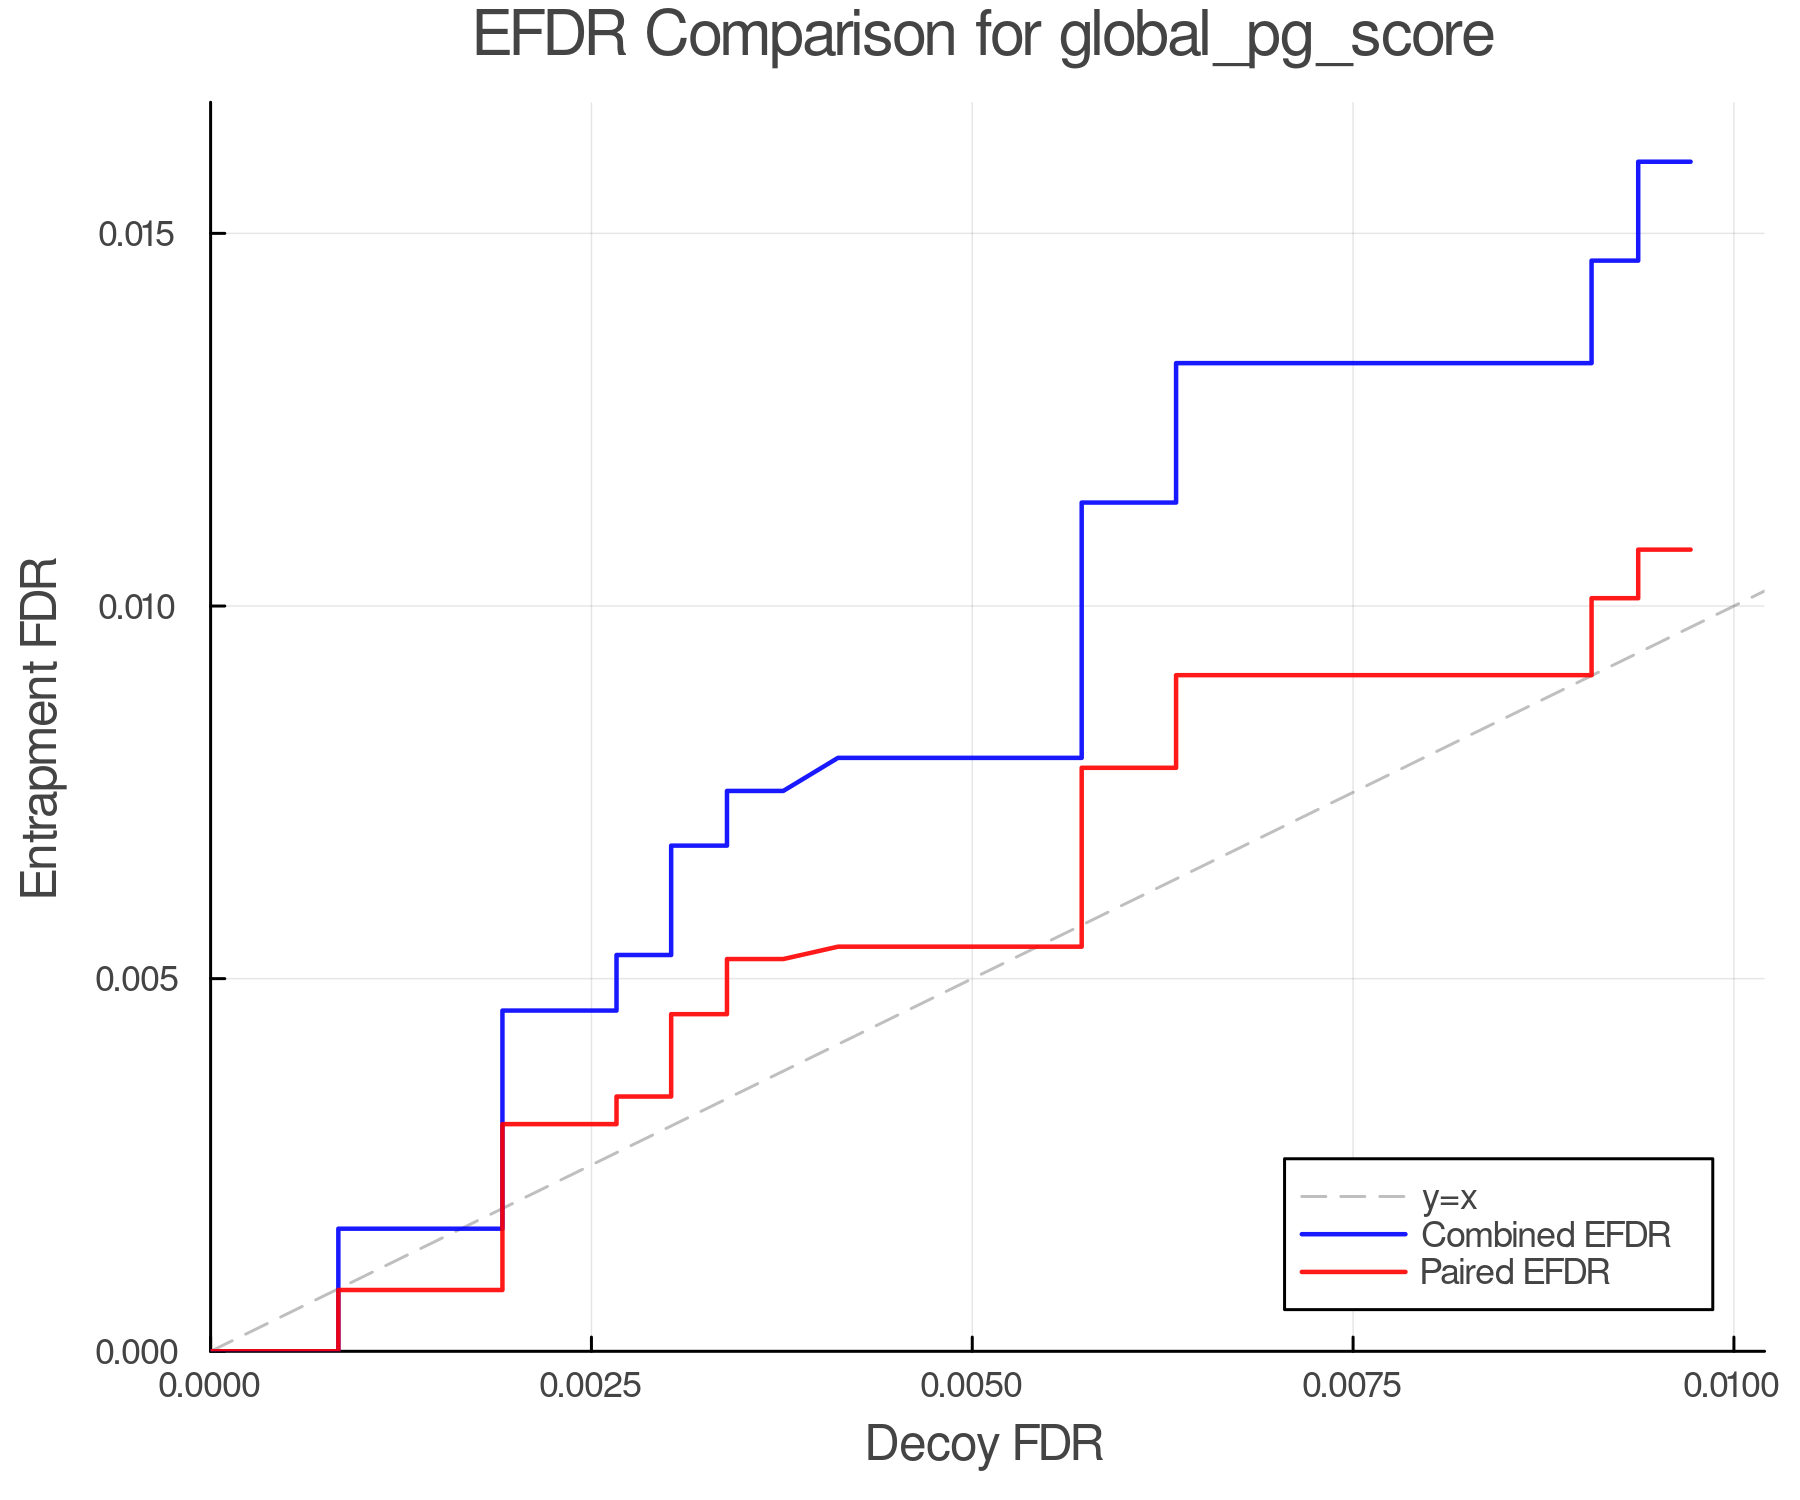 EFDR Comparison for global_pg_score
0.015
0.010
0.005
0.000
Entrapment FDR
0.0000
0.0025
0.0050
0.0075
0.0100
Decoy FDR
y=x
Combined EFDR
Paired EFDR